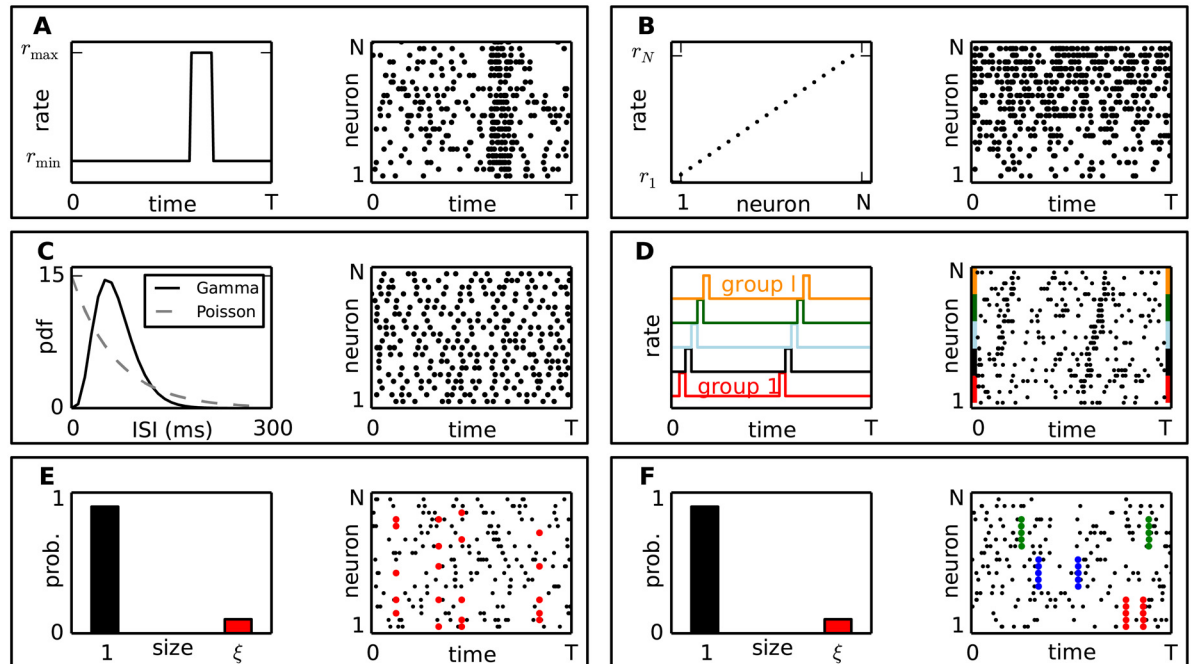 A
r_max
rate
r_min
0 time T
N
neuron
1
0 time T
B
r_N
rate
r_1
1 neuron N
N
neuron
1
0 time T
C
15
pdf
0
Gamma
Poisson
0 ISI (ms) 300
N
neuron
1
0 time T
D
group l
rate
group 1
0 time T
N
neuron
1
0 time T
E
1
prob.
0
1 size ξ
N
neuron
1
0 time T
F
1
prob.
0
1 size ξ
N
neuron
1
0 time T